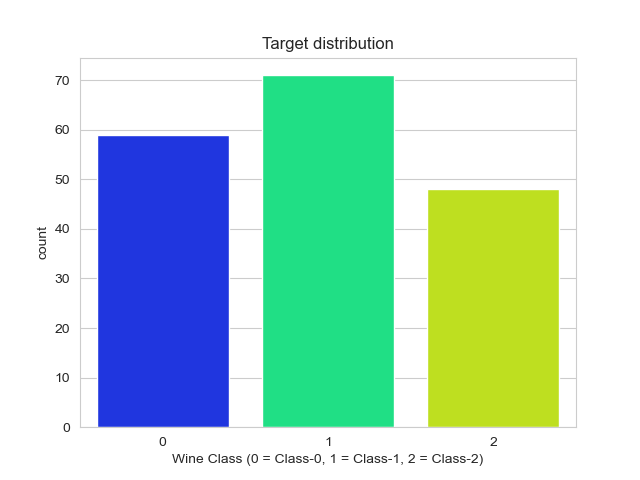 Target distribution
70
60
50
40
30
20
10
0
count
0 1 2
Wine Class (0 = Class-0, 1 = Class-1, 2 = Class-2)